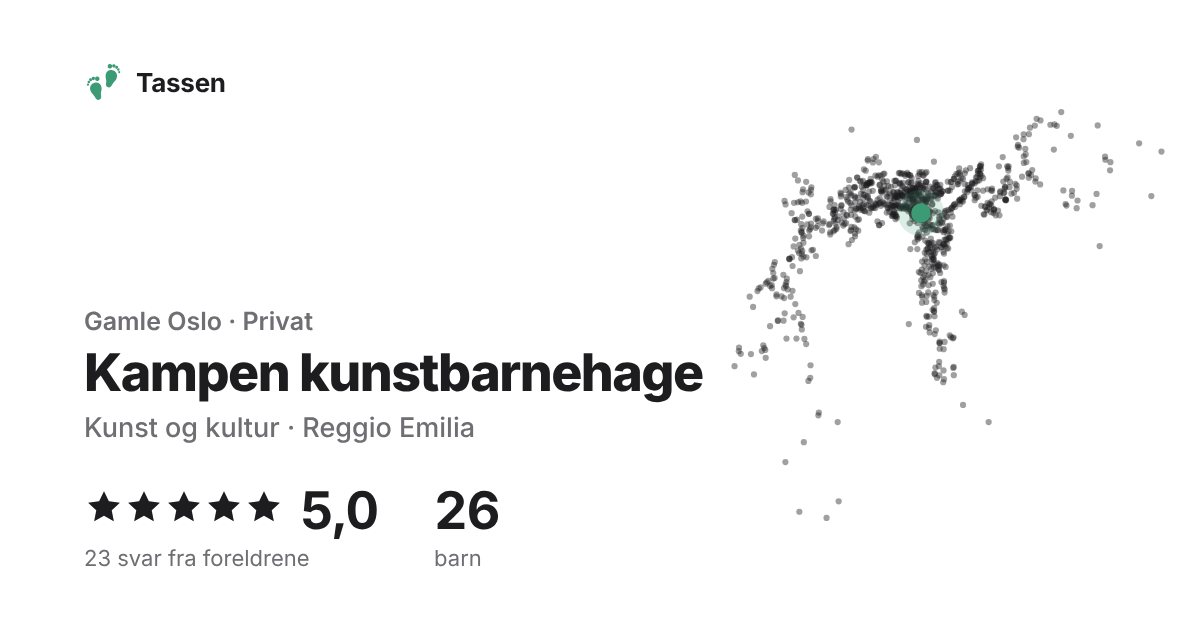 Tassen
Gamle Oslo · Privat
Kampen kunstbarnehage
Kunst og kultur · Reggio Emilia
★★★★★ 5,0 26
23 svar fra foreldrene barn